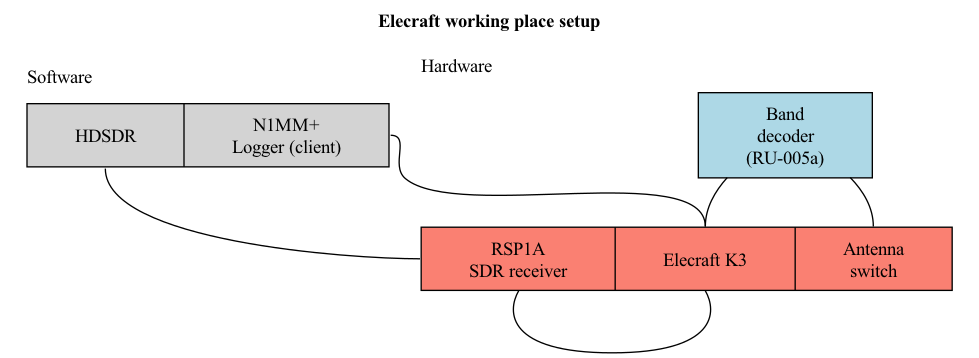 Elecraft working place setup
Software
Hardware
HDSDR
N1MM+
Logger (client)
Band
decoder
(RU-005a)
RSP1A
SDR receiver
Elecraft K3
Antenna
switch